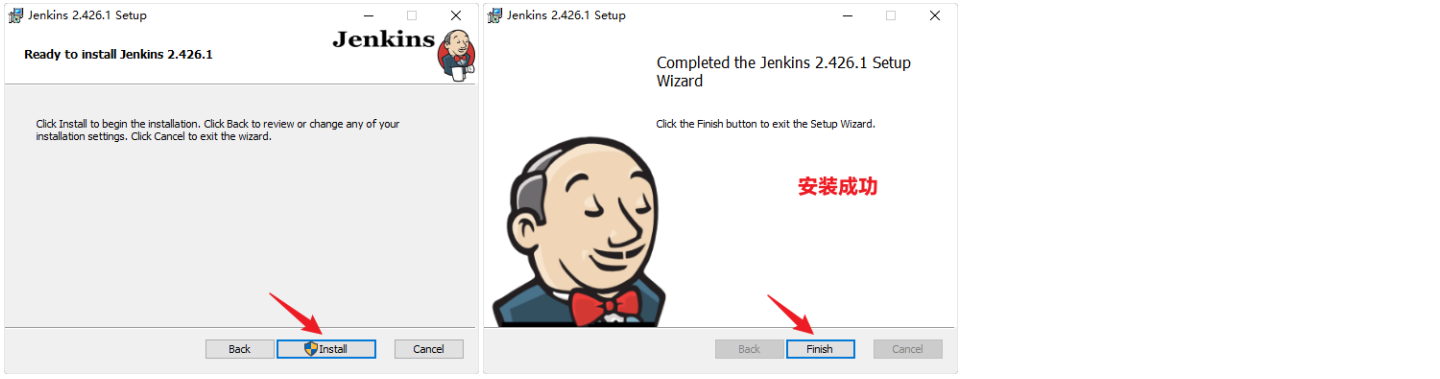 Jenkins 2.426.1 Setup
Jenkins
Ready to install Jenkins 2.426.1
Click Install to begin the installation. Click Back to review or change any of your
installation settings. Click Cancel to exit the wizard.
Back
Install
Cancel
Jenkins 2.426.1 Setup
Completed the Jenkins 2.426.1 Setup
Wizard
Click the Finish button to exit the Setup Wizard.
安装成功
Back
Finish
Cancel